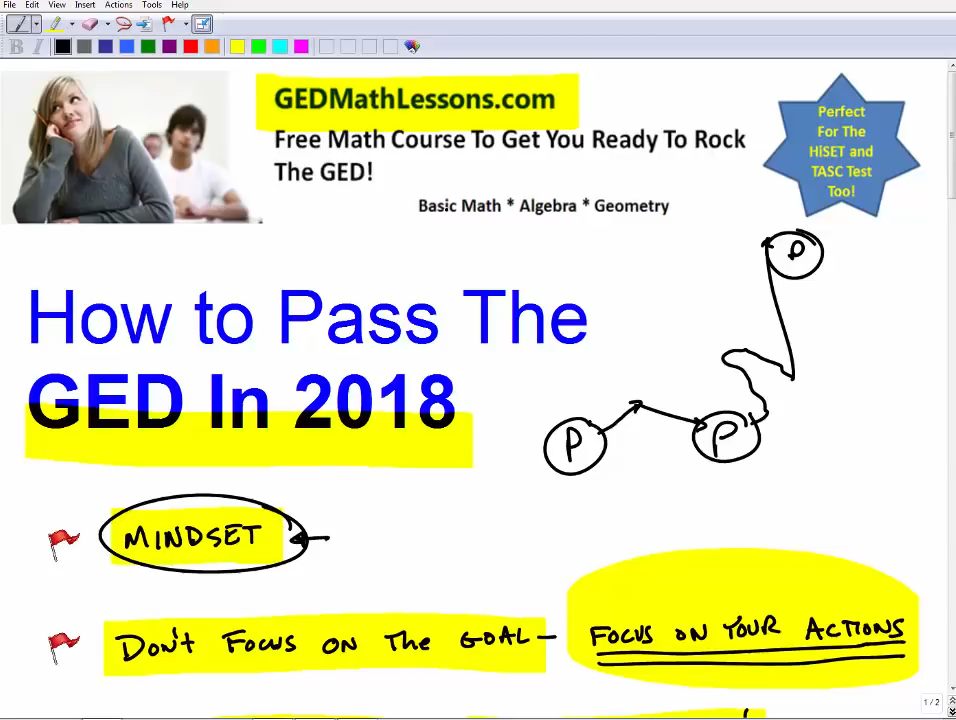 File Edit View Insert Actions Tools Help
B I
GEDMathLessons.com
Free Math Course To Get You Ready To Rock
The GED!
Basic Math * Algebra * Geometry
Perfect
For The
HiSET and
TASC Test
Too!
P
How to Pass The
GED In 2018
P
P
MINDSET
Don't Focus on the GOAL - Focus on Your Actions
1 / 2